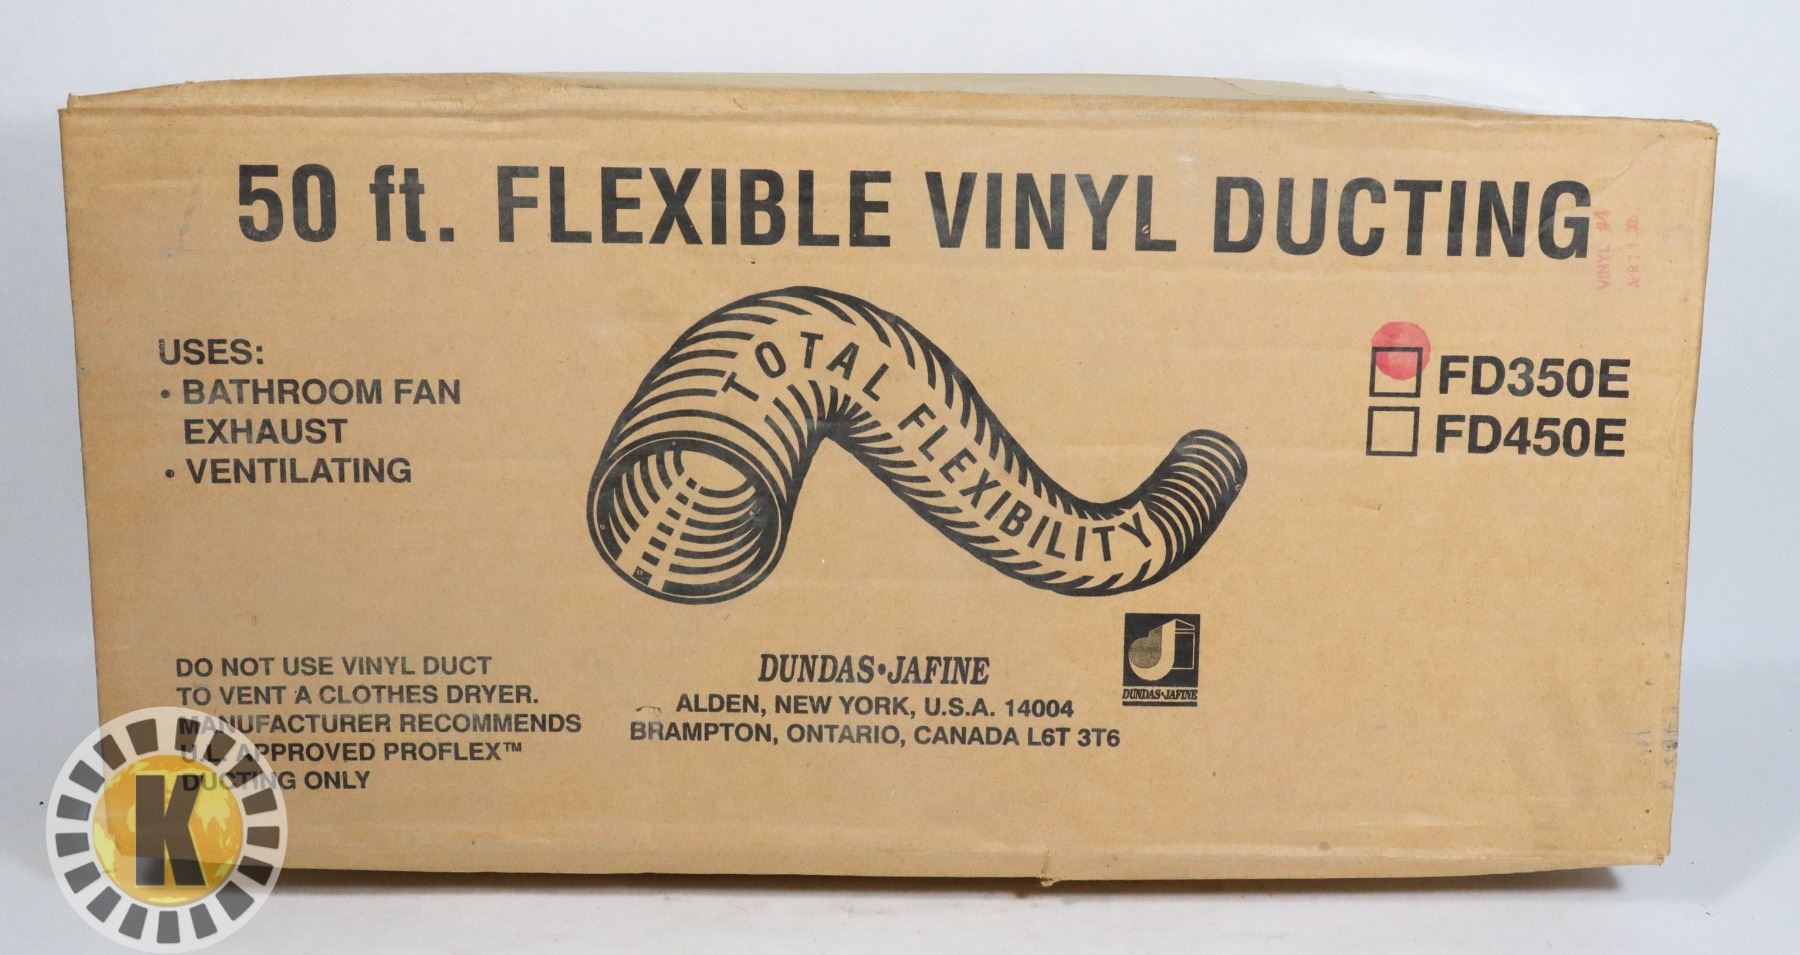 50 ft. FLEXIBLE VINYL DUCTING
VINYL #4
USES:
• BATHROOM FAN
EXHAUST
• VENTILATING
TOTAL FLEXIBILITY
FD350E
FD450E
DO NOT USE VINYL DUCT
TO VENT A CLOTHES DRYER.
MANUFACTURER RECOMMENDS
U.L. APPROVED PROFLEX™
DUCTING ONLY
DUNDAS•JAFINE
ALDEN, NEW YORK, U.S.A. 14004
BRAMPTON, ONTARIO, CANADA L6T 3T6
DUNDAS•JAFINE
K